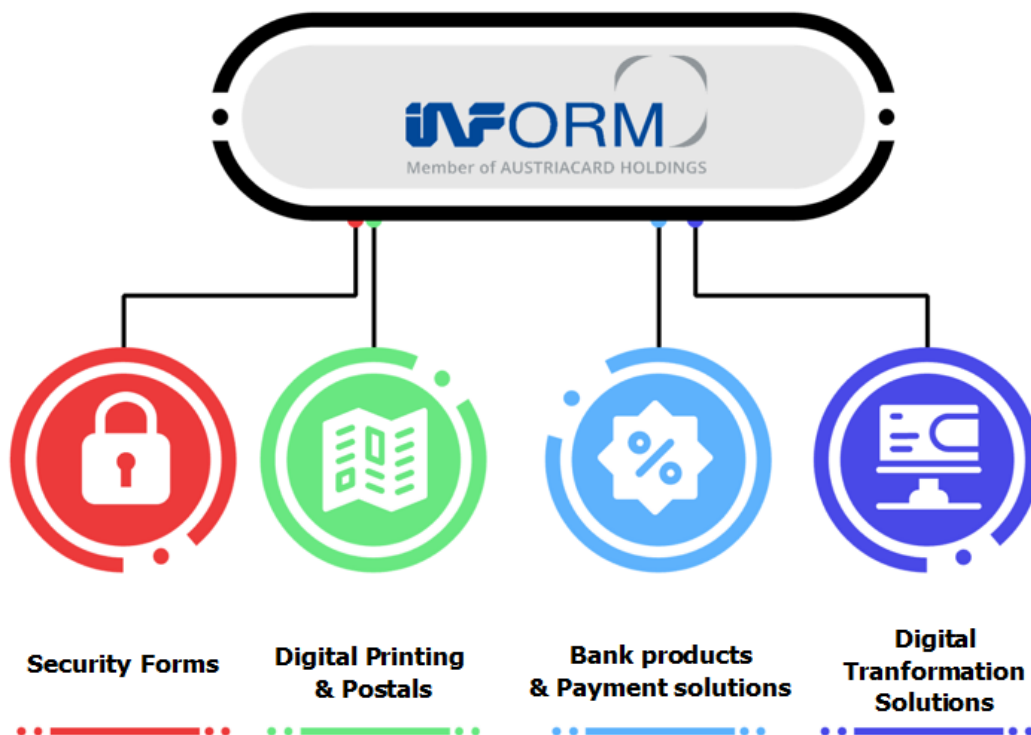 INFORM
Member of AUSTRIACARD HOLDINGS
Security Forms
Digital Printing
& Postals
Bank products
& Payment solutions
Digital
Tranformation
Solutions